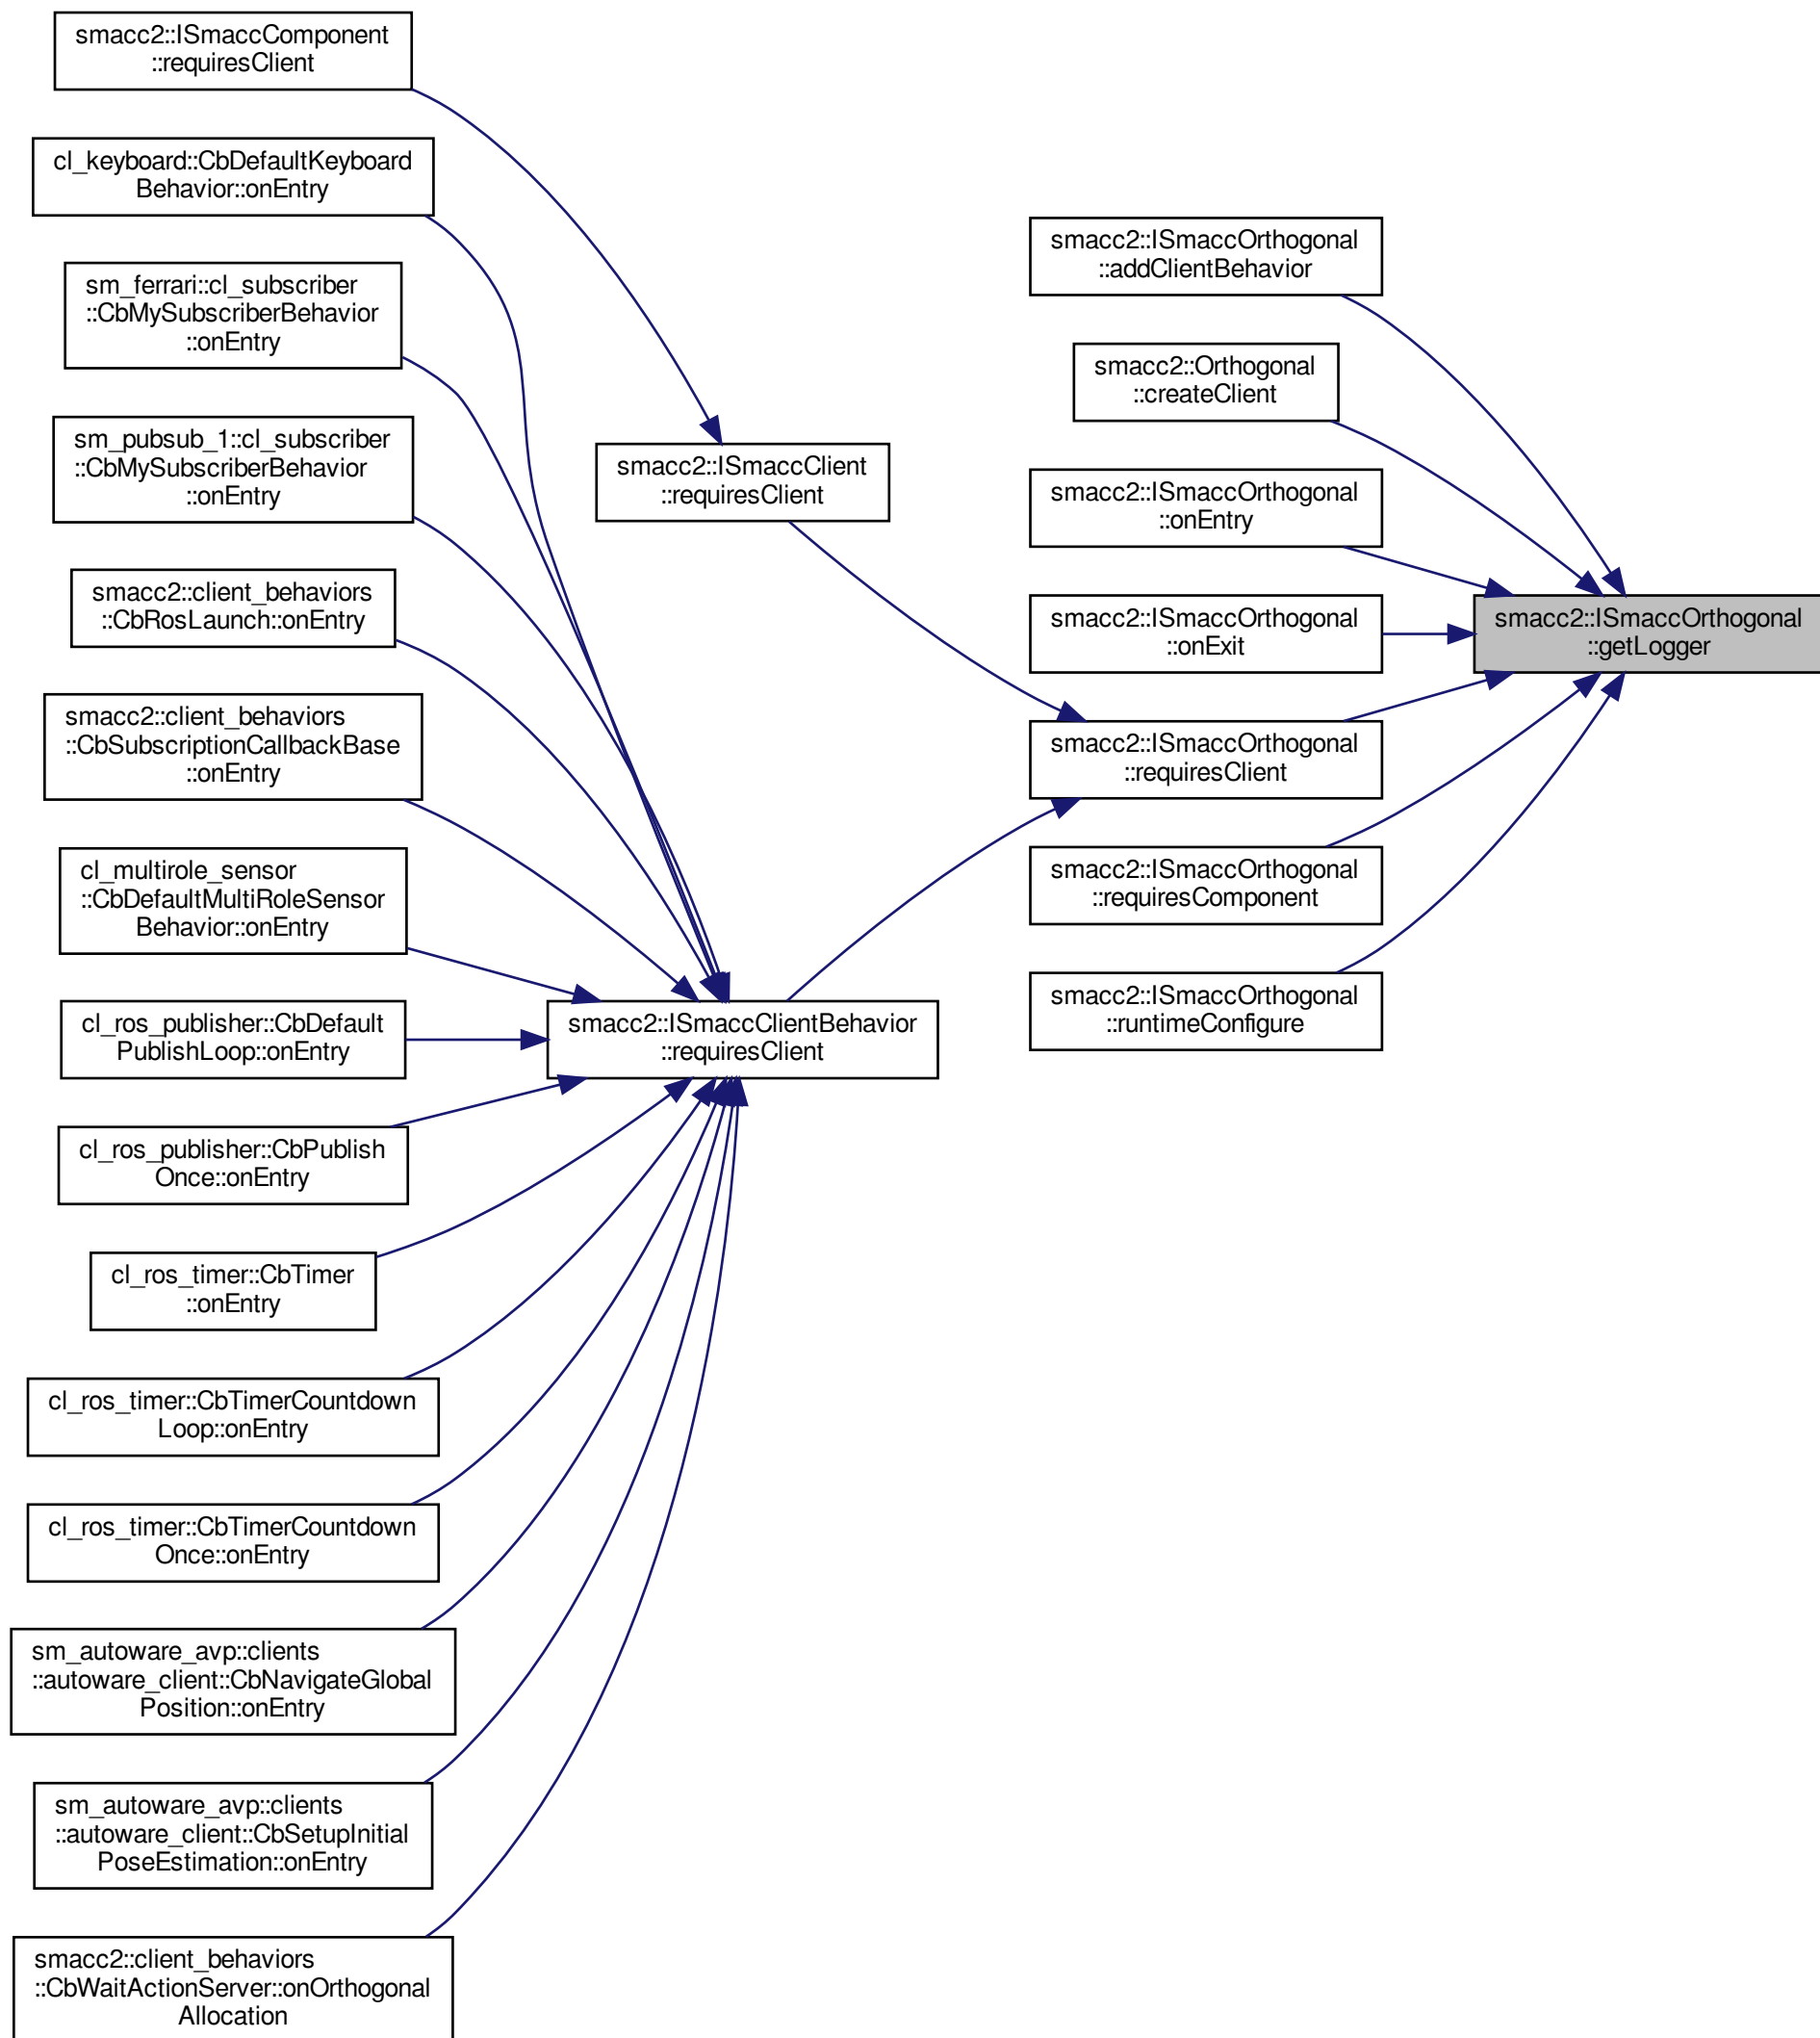 smacc2::ISmaccComponent
::requiresClient
cl_keyboard::CbDefaultKeyboard
Behavior::onEntry
sm_ferrari::cl_subscriber
::CbMySubscriberBehavior
::onEntry
sm_pubsub_1::cl_subscriber
::CbMySubscriberBehavior
::onEntry
smacc2::client_behaviors
::CbRosLaunch::onEntry
smacc2::client_behaviors
::CbSubscriptionCallbackBase
::onEntry
cl_multirole_sensor
::CbDefaultMultiRoleSensor
Behavior::onEntry
cl_ros_publisher::CbDefault
PublishLoop::onEntry
cl_ros_publisher::CbPublish
Once::onEntry
cl_ros_timer::CbTimer
::onEntry
cl_ros_timer::CbTimerCountdown
Loop::onEntry
cl_ros_timer::CbTimerCountdown
Once::onEntry
sm_autoware_avp::clients
::autoware_client::CbNavigateGlobal
Position::onEntry
sm_autoware_avp::clients
::autoware_client::CbSetupInitial
PoseEstimation::onEntry
smacc2::client_behaviors
::CbWaitActionServer::onOrthogonal
Allocation
smacc2::ISmaccClient
::requiresClient
smacc2::ISmaccClientBehavior
::requiresClient
smacc2::ISmaccOrthogonal
::addClientBehavior
smacc2::Orthogonal
::createClient
smacc2::ISmaccOrthogonal
::onEntry
smacc2::ISmaccOrthogonal
::onExit
smacc2::ISmaccOrthogonal
::requiresClient
smacc2::ISmaccOrthogonal
::requiresComponent
smacc2::ISmaccOrthogonal
::runtimeConfigure
smacc2::ISmaccOrthogonal
::getLogger